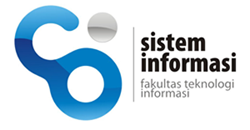 sistem
informasi
fakultas teknologi
informasi